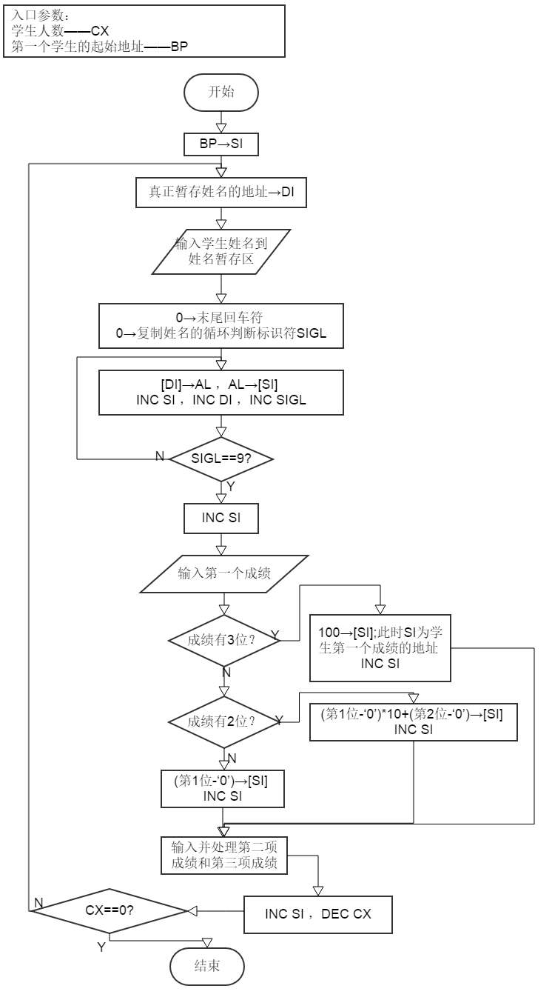 入口参数：
学生人数——CX
第一个学生的起始地址——BP
开始
BP→SI
真正暂存姓名的地址→DI
输入学生姓名到
姓名暂存区
0→末尾回车符
0→复制姓名的循环判断标识符SIGL
[DI]→AL ，AL→[SI]
INC SI ，INC DI ，INC SIGL
SIGL==9?
N
Y
INC SI
输入第一个成绩
成绩有3位？
Y
N
100→[SI];此时SI为学
生第一个成绩的地址
INC SI
成绩有2位？
Y
N
(第1位-‘0’)*10+(第2位-‘0’)→[SI]
INC SI
(第1位-‘0’)→[SI]
INC SI
输入并处理第二项
成绩和第三项成绩
INC SI ，DEC CX
CX==0?
N
Y
结束